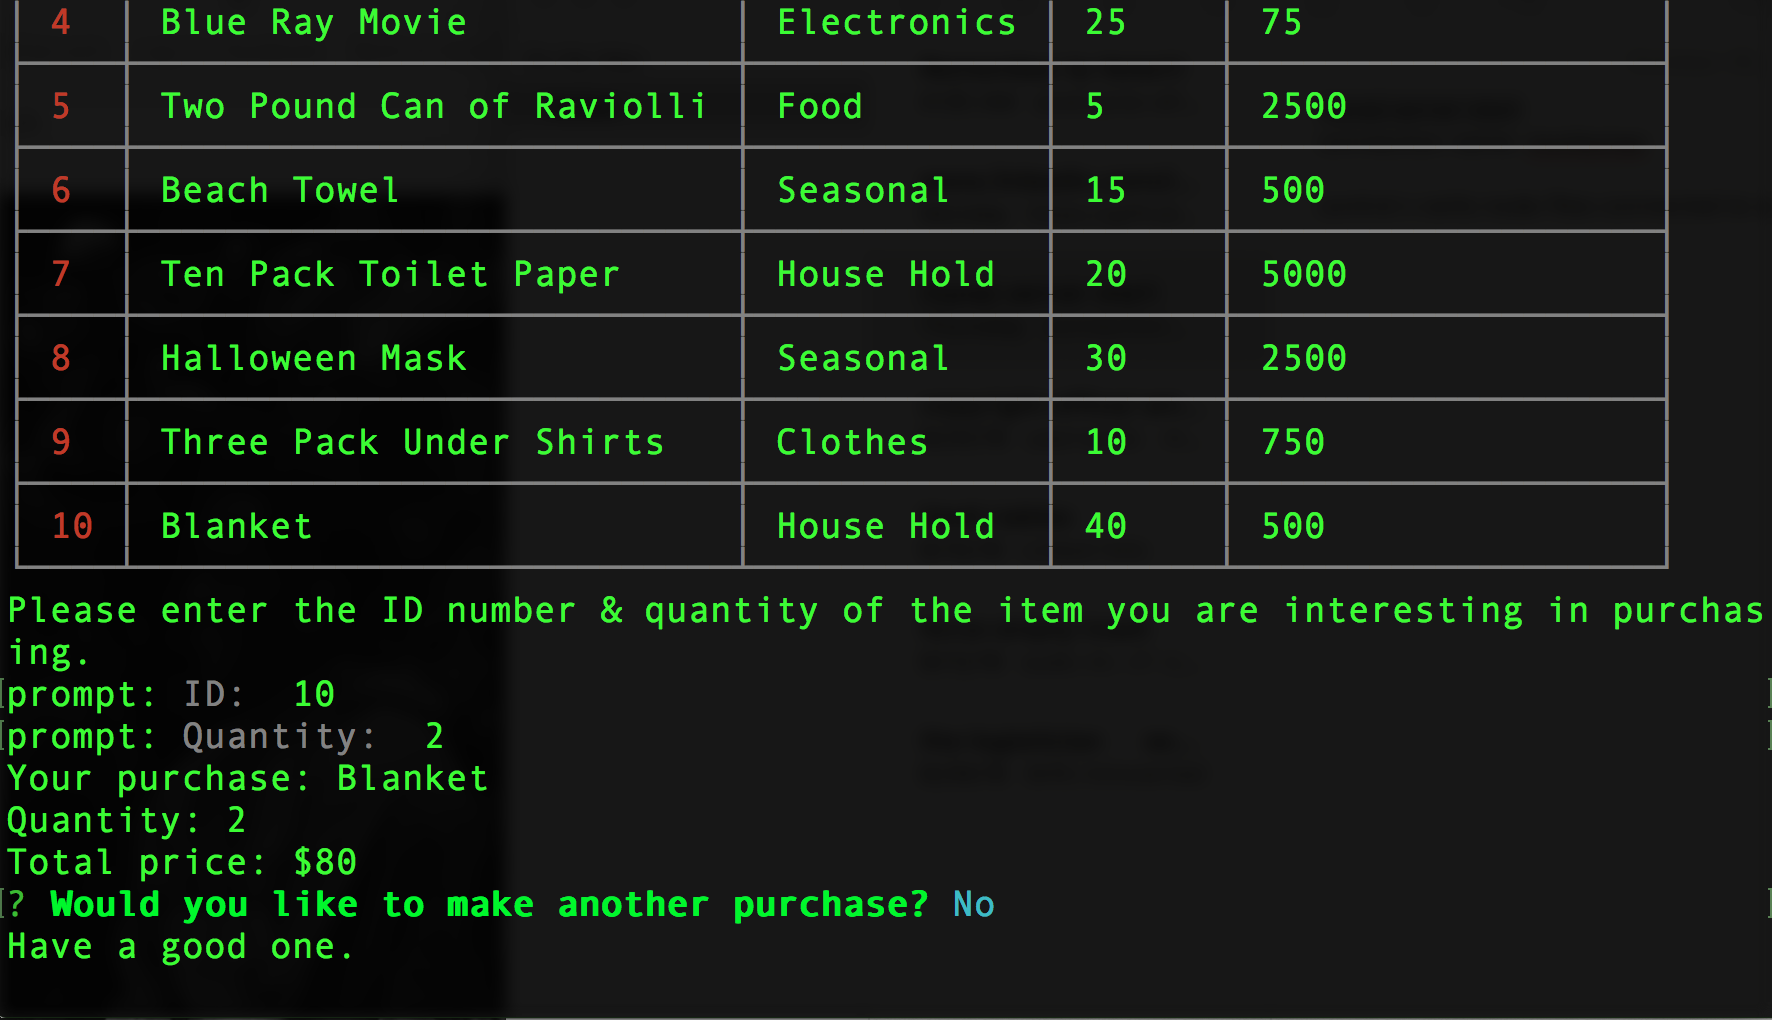 4 Blue Ray Movie Electronics 25 75
5 Two Pound Can of Raviolli Food 5 2500
6 Beach Towel Seasonal 15 500
7 Ten Pack Toilet Paper House Hold 20 5000
8 Halloween Mask Seasonal 30 2500
9 Three Pack Under Shirts Clothes 10 750
10 Blanket House Hold 40 500
Please enter the ID number & quantity of the item you are interesting in purchas
ing.
prompt: ID: 10
prompt: Quantity: 2
Your purchase: Blanket
Quantity: 2
Total price: $80
? Would you like to make another purchase? No
Have a good one.